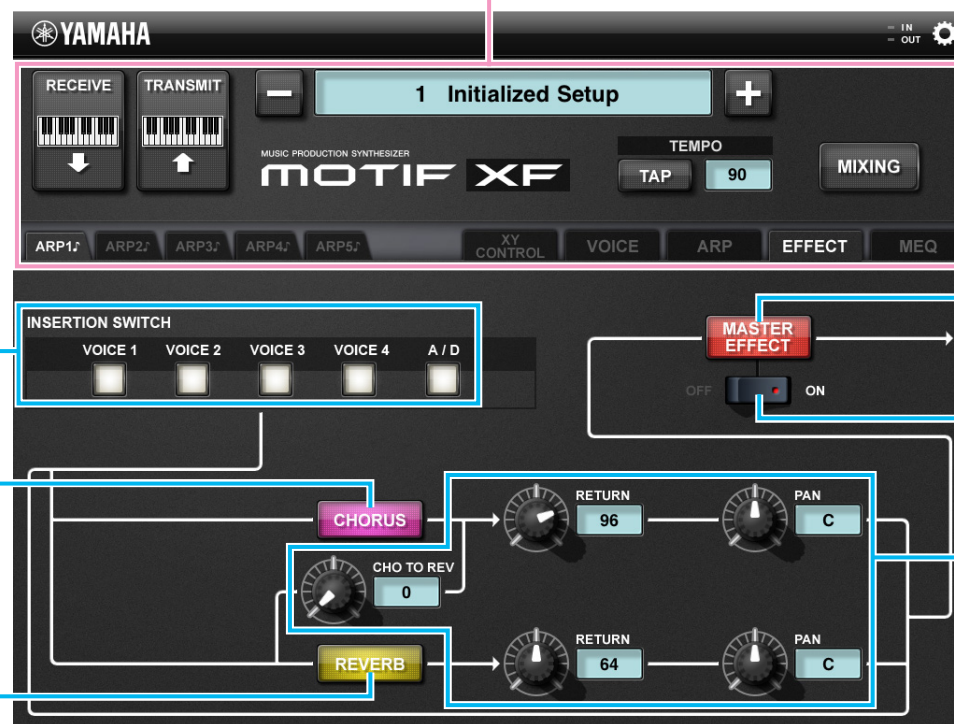 YAMAHA
IN
OUT
RECEIVE
TRANSMIT
1 Initialized Setup
MUSIC PRODUCTION SYNTHESIZER
MOTIF XF
TEMPO
TAP
90
MIXING
ARP1♪
ARP2♪
ARP3♪
ARP4♪
ARP5♪
XY
CONTROL
VOICE
ARP
EFFECT
MEQ
INSERTION SWITCH
VOICE 1
VOICE 2
VOICE 3
VOICE 4
A / D
MASTER
EFFECT
OFF
ON
CHORUS
RETURN
96
PAN
C
CHO TO REV
0
REVERB
RETURN
64
PAN
C